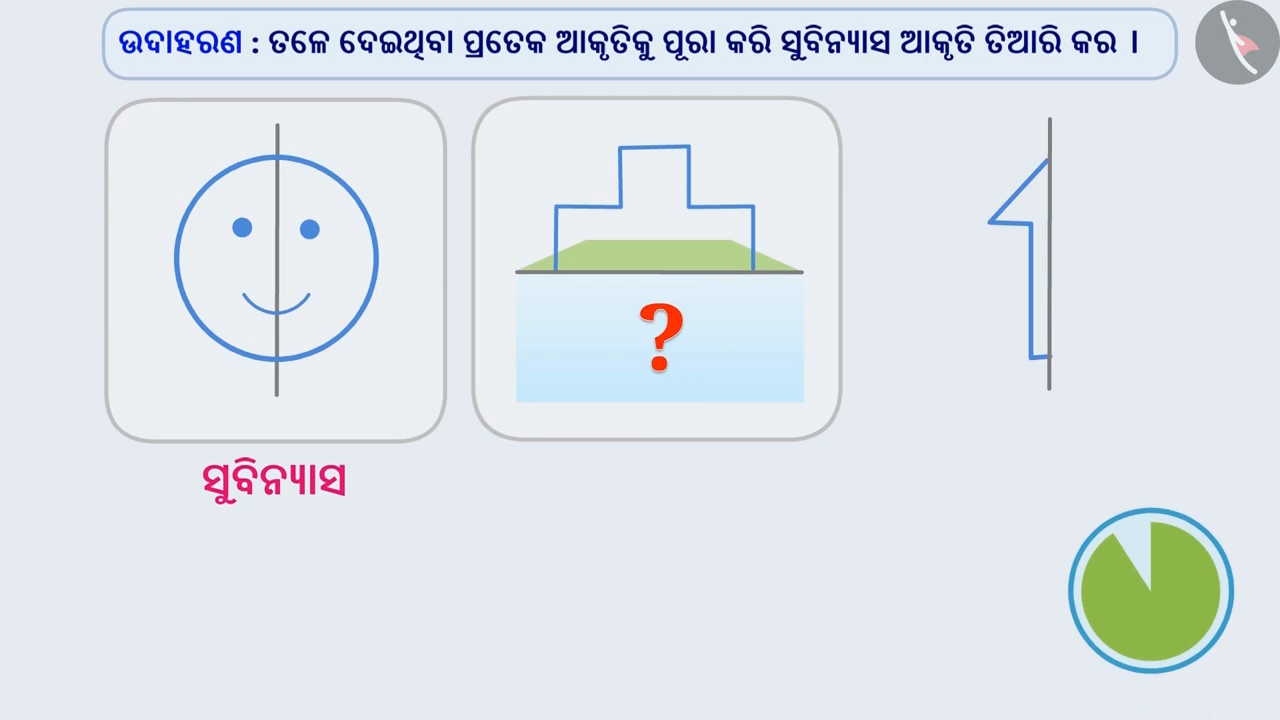 ଉଦାହରଣ : ତଳେ ଦେଇଥିବା ପ୍ରତେକ ଆକୃତିକୁ ପୂରା କରି ସୁବିନ୍ୟାସ ଆକୃତି ତିଆରି କର ।
?
ସୁବିନ୍ୟାସ